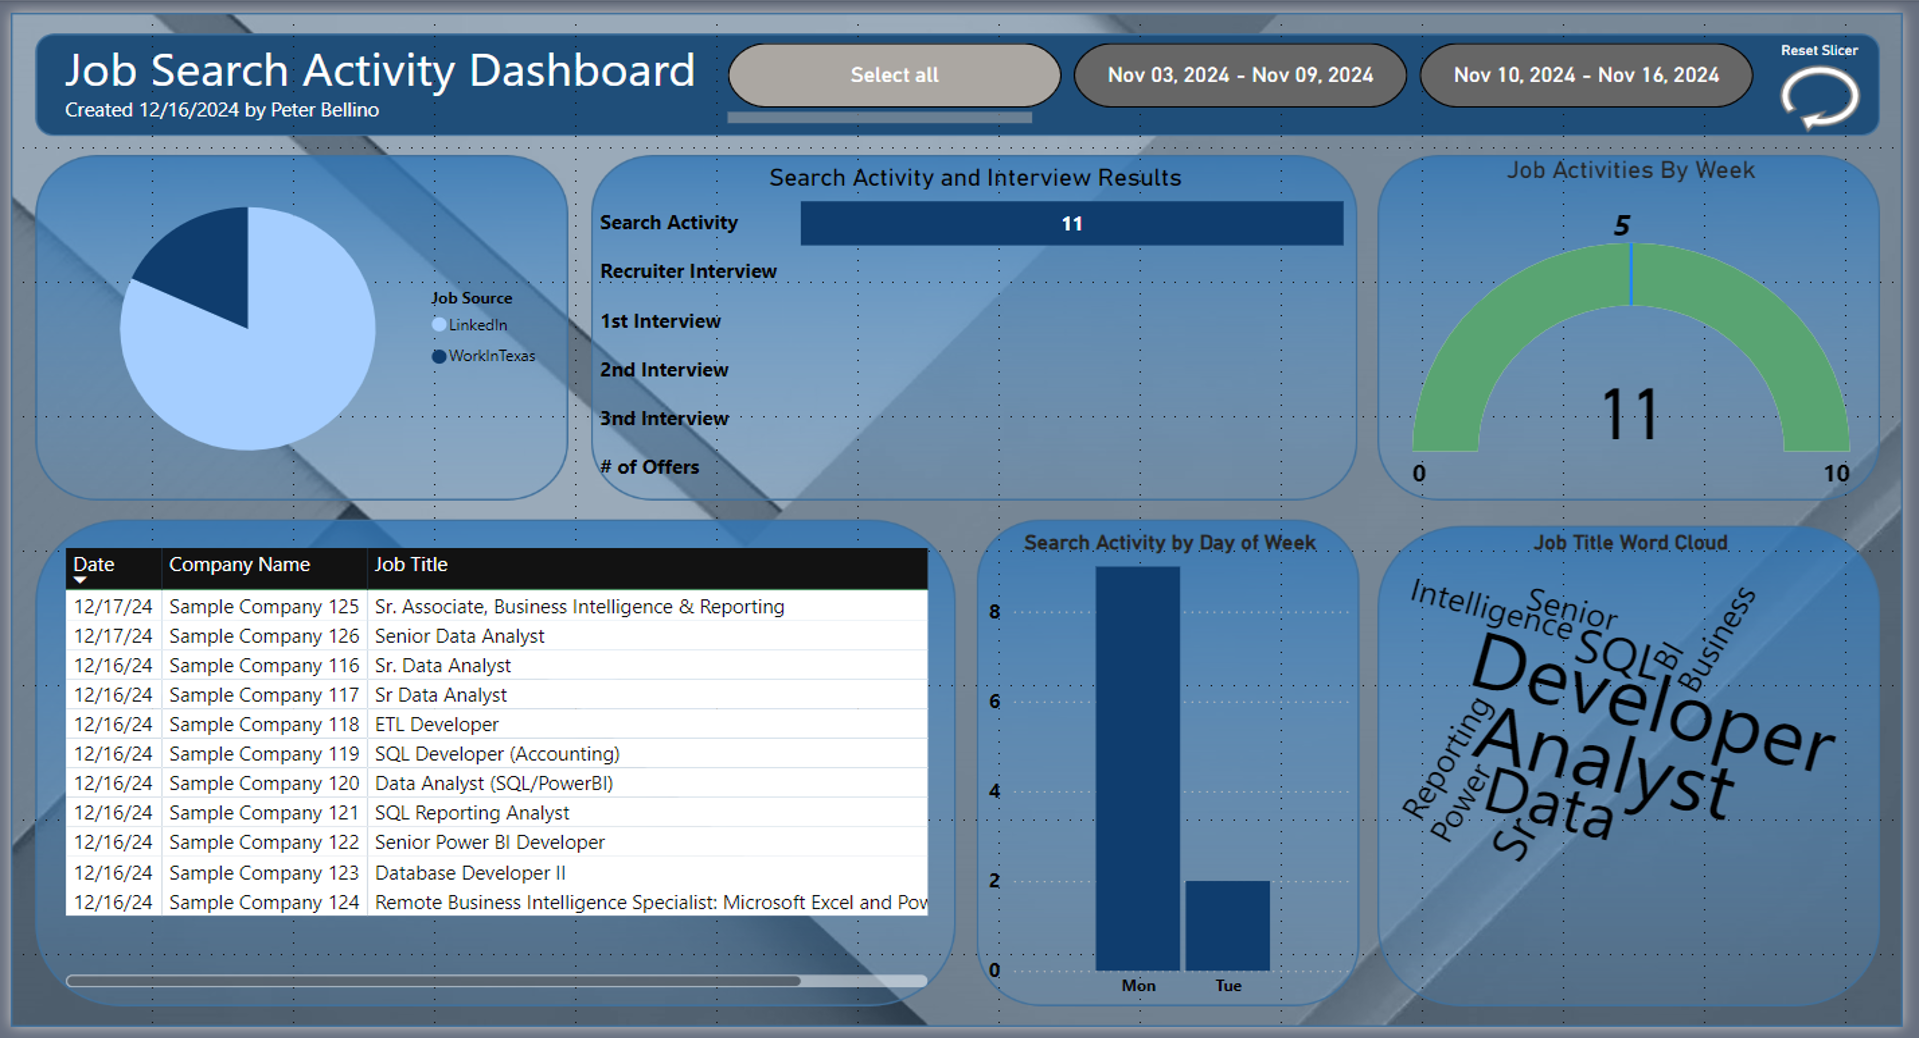 Job Search Activity Dashboard
Created 12/16/2024 by Peter Bellino
Select all
Nov 03, 2024 - Nov 09, 2024
Nov 10, 2024 - Nov 16, 2024
Reset Slicer
Job Source
LinkedIn
WorkInTexas
Search Activity and Interview Results
Search Activity
11
Recruiter Interview
1st Interview
2nd Interview
3nd Interview
# of Offers
Job Activities By Week
5
11
0
10
Date Company Name Job Title
12/17/24 Sample Company 125 Sr. Associate, Business Intelligence & Reporting
12/17/24 Sample Company 126 Senior Data Analyst
12/16/24 Sample Company 116 Sr. Data Analyst
12/16/24 Sample Company 117 Sr Data Analyst
12/16/24 Sample Company 118 ETL Developer
12/16/24 Sample Company 119 SQL Developer (Accounting)
12/16/24 Sample Company 120 Data Analyst (SQL/PowerBI)
12/16/24 Sample Company 121 SQL Reporting Analyst
12/16/24 Sample Company 122 Senior Power BI Developer
12/16/24 Sample Company 123 Database Developer II
12/16/24 Sample Company 124 Remote Business Intelligence Specialist: Microsoft Excel and Pow
Search Activity by Day of Week
8
6
4
2
0
Mon
Tue
Job Title Word Cloud
Intelligence
Senior
SQL
BI
Business
Developer
Analyst
Reporting
Power
Data
Sr